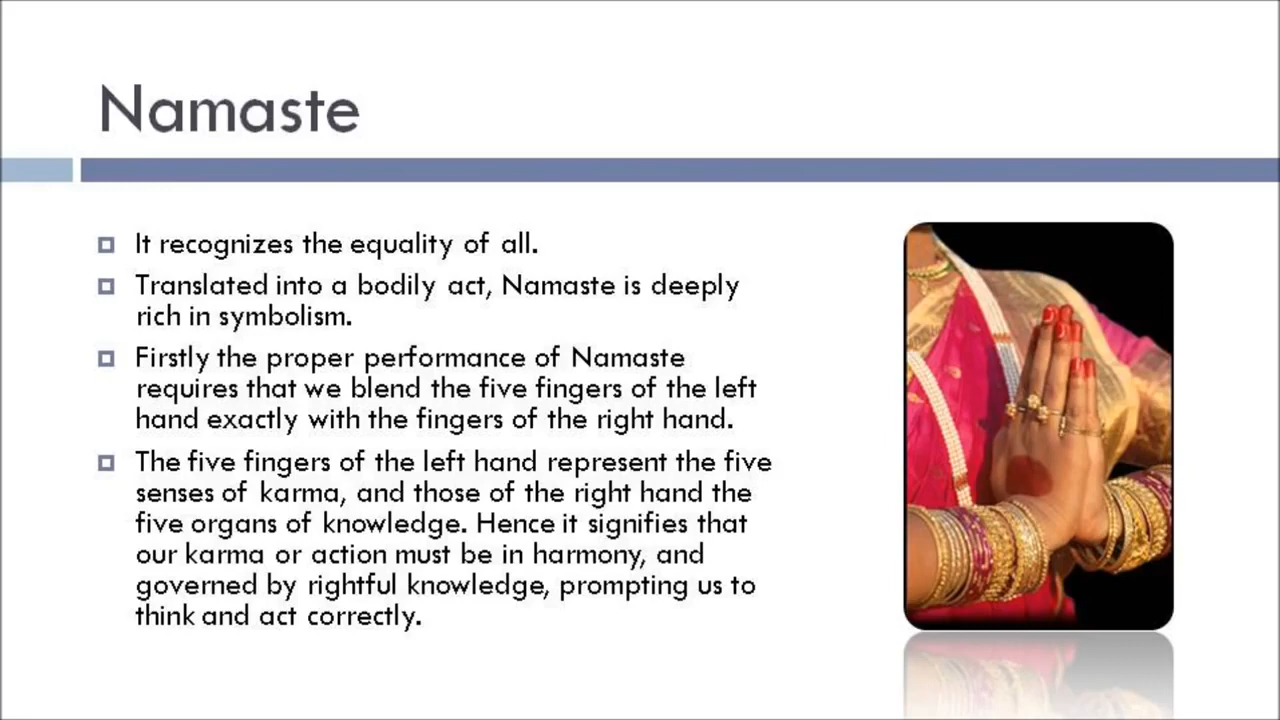 Namaste
It recognizes the equality of all.
Translated into a bodily act, Namaste is deeply
rich in symbolism.
Firstly the proper performance of Namaste
requires that we blend the five fingers of the left
hand exactly with the fingers of the right hand.
The five fingers of the left hand represent the five
senses of karma, and those of the right hand the
five organs of knowledge. Hence it signifies that
our karma or action must be in harmony, and
governed by rightful knowledge, prompting us to
think and act correctly.